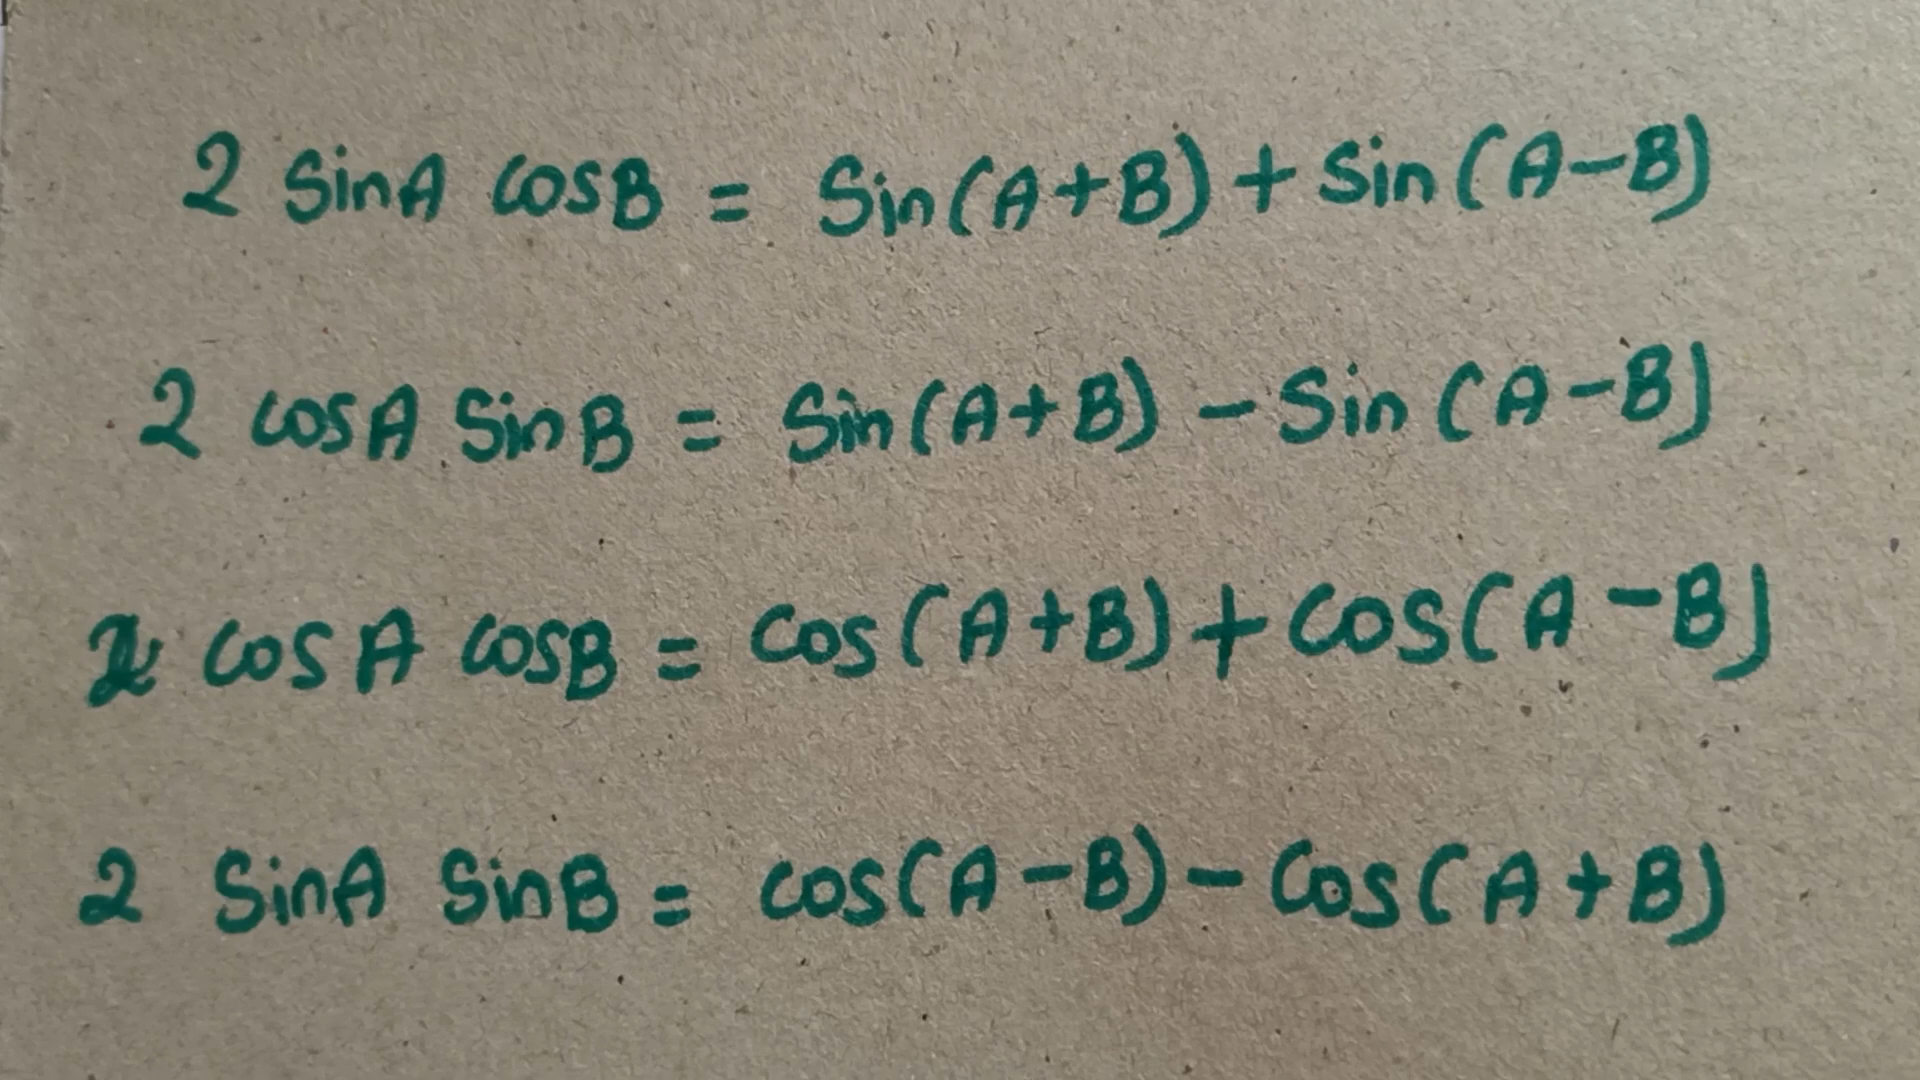 2 SinA cosB = Sin(A+B) + Sin(A-B)
2 cosA SinB = Sin(A+B) - Sin(A-B)
2 cosA cosB = cos(A+B) + cos(A-B)
2 SinA SinB = cos(A-B) - cos(A+B)